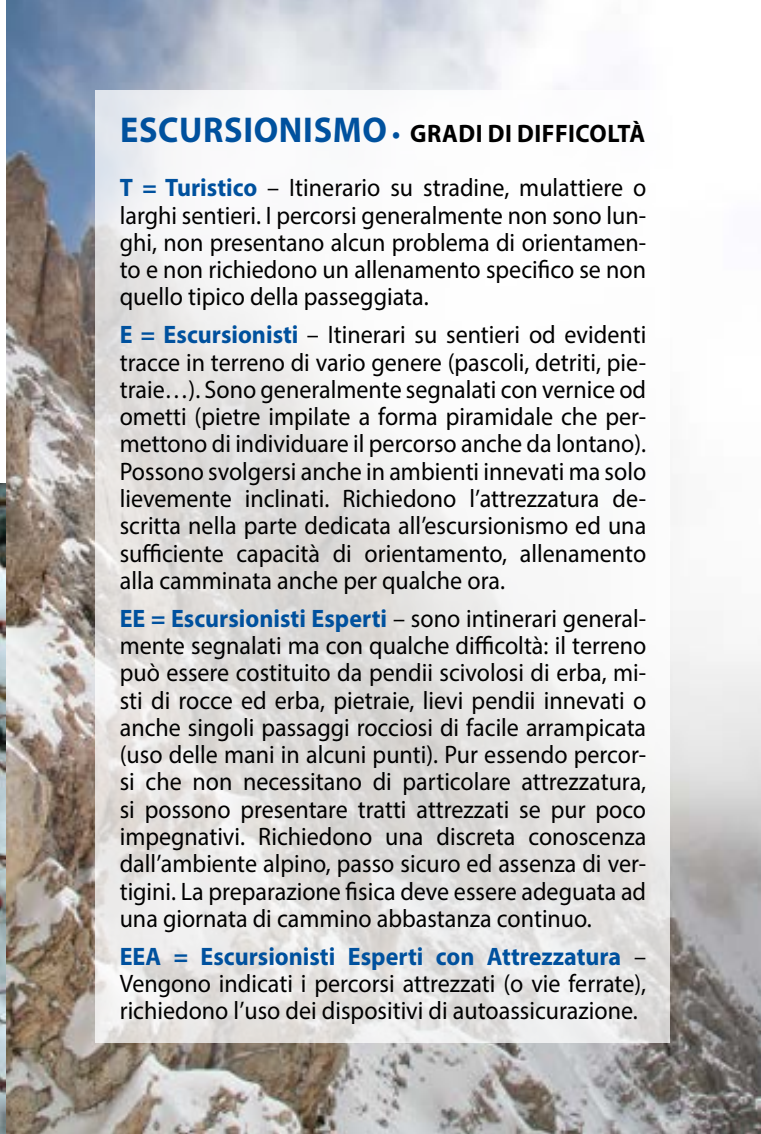 ESCURSIONISMO • GRADI DI DIFFICOLTÀ
T = Turistico – Itinerario su stradine, mulattiere o
larghi sentieri. I percorsi generalmente non sono lun-
ghi, non presentano alcun problema di orientamen-
to e non richiedono un allenamento specifico se non
quello tipico della passeggiata.
E = Escursionisti – Itinerari su sentieri od evidenti
tracce in terreno di vario genere (pascoli, detriti, pie-
traie…). Sono generalmente segnalati con vernice od
ometti (pietre impilate a forma piramidale che per-
mettono di individuare il percorso anche da lontano).
Possono svolgersi anche in ambienti innevati ma solo
lievemente inclinati. Richiedono l’attrezzatura de-
scritta nella parte dedicata all’escursionismo ed una
sufficiente capacità di orientamento, allenamento
alla camminata anche per qualche ora.
EE = Escursionisti Esperti – sono intinerari general-
mente segnalati ma con qualche difficoltà: il terreno
può essere costituito da pendii scivolosi di erba, mi-
sti di rocce ed erba, pietraie, lievi pendii innevati o
anche singoli passaggi rocciosi di facile arrampicata
(uso delle mani in alcuni punti). Pur essendo percor-
si che non necessitano di particolare attrezzatura,
si possono presentare tratti attrezzati se pur poco
impegnativi. Richiedono una discreta conoscenza
dall’ambiente alpino, passo sicuro ed assenza di ver-
tigini. La preparazione fisica deve essere adeguata ad
una giornata di cammino abbastanza continuo.
EEA = Escursionisti Esperti con Attrezzatura –
Vengono indicati i percorsi attrezzati (o vie ferrate),
richiedono l’uso dei dispositivi di autoassicurazione.